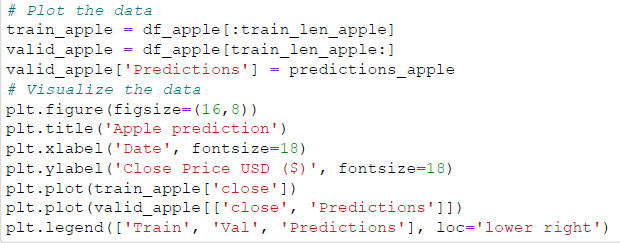 # Plot the data
train_apple = df_apple[:train_len_apple]
valid_apple = df_apple[train_len_apple:]
valid_apple['Predictions'] = predictions_apple
# Visualize the data
plt.figure(figsize=(16,8))
plt.title('Apple prediction')
plt.xlabel('Date', fontsize=18)
plt.ylabel('Close Price USD ($)', fontsize=18)
plt.plot(train_apple['close'])
plt.plot(valid_apple[['close', 'Predictions']])
plt.legend(['Train', 'Val', 'Predictions'], loc='lower right')